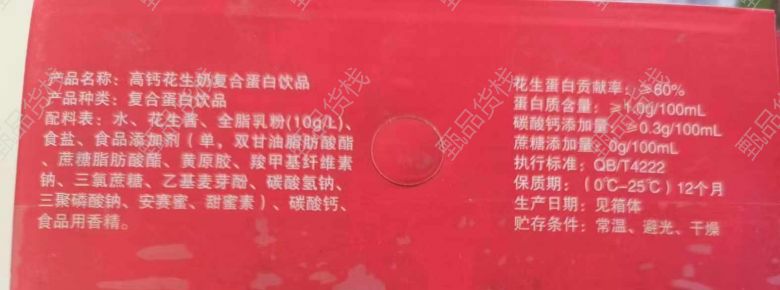 产品名称：高钙花生奶复合蛋白饮品
产品种类：复合蛋白饮品
配料表：水、花生酱、全脂乳粉(10g/L)、
食盐、食品添加剂（单，双甘油脂肪酸酯
、蔗糖脂肪酸酯、黄原胶、羧甲基纤维素
钠、三氯蔗糖、乙基麦芽酚、碳酸氢钠、
三聚磷酸钠、安赛蜜、甜蜜素）、碳酸钙、
食品用香精。
花生蛋白贡献率：≥60%
蛋白质含量：≥1.0g/100mL
碳酸钙添加量：≥0.3g/100mL
蔗糖添加量：0g/100mL
执行标准：QB/T4222
保质期：（0℃-25℃）12个月
生产日期：见箱体
贮存条件：常温、避光、干燥
甄品货栈